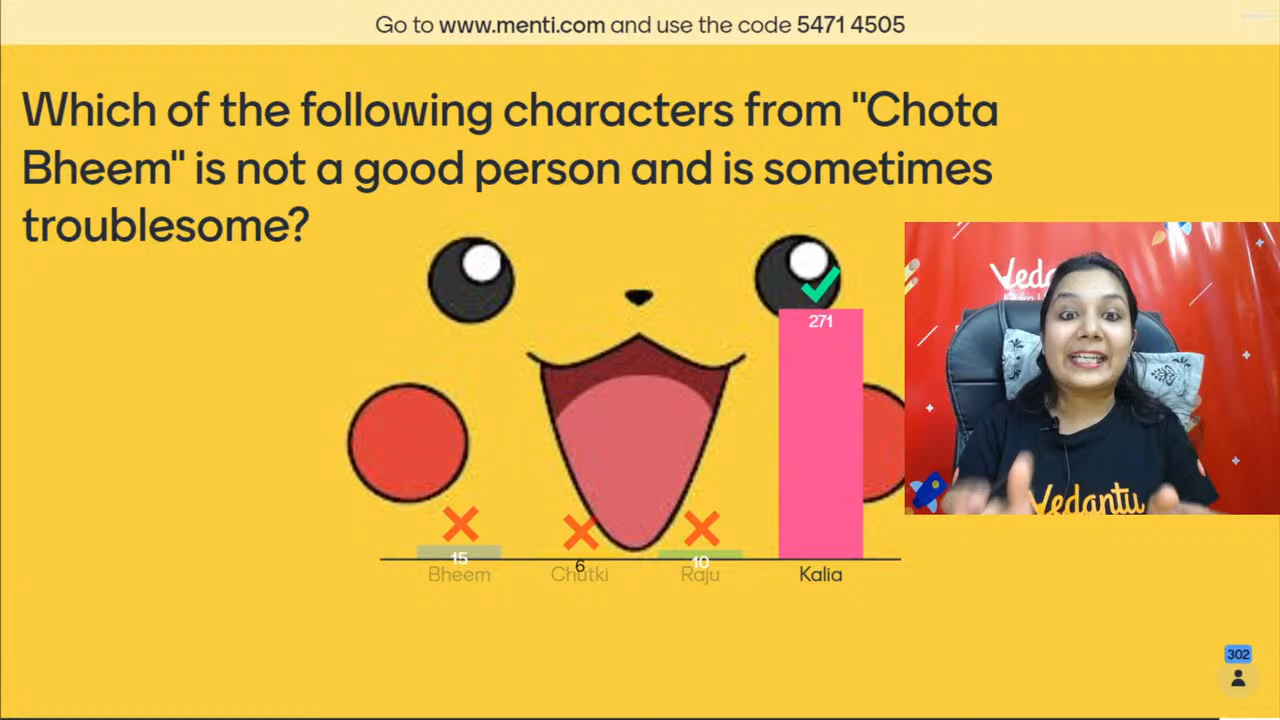 Go to www.menti.com and use the code 5471 4505
Which of the following characters from "Chota
Bheem" is not a good person and is sometimes
troublesome?
271
15
6
10
Bheem
Chutki
Raju
Kalia
Vedantu
302